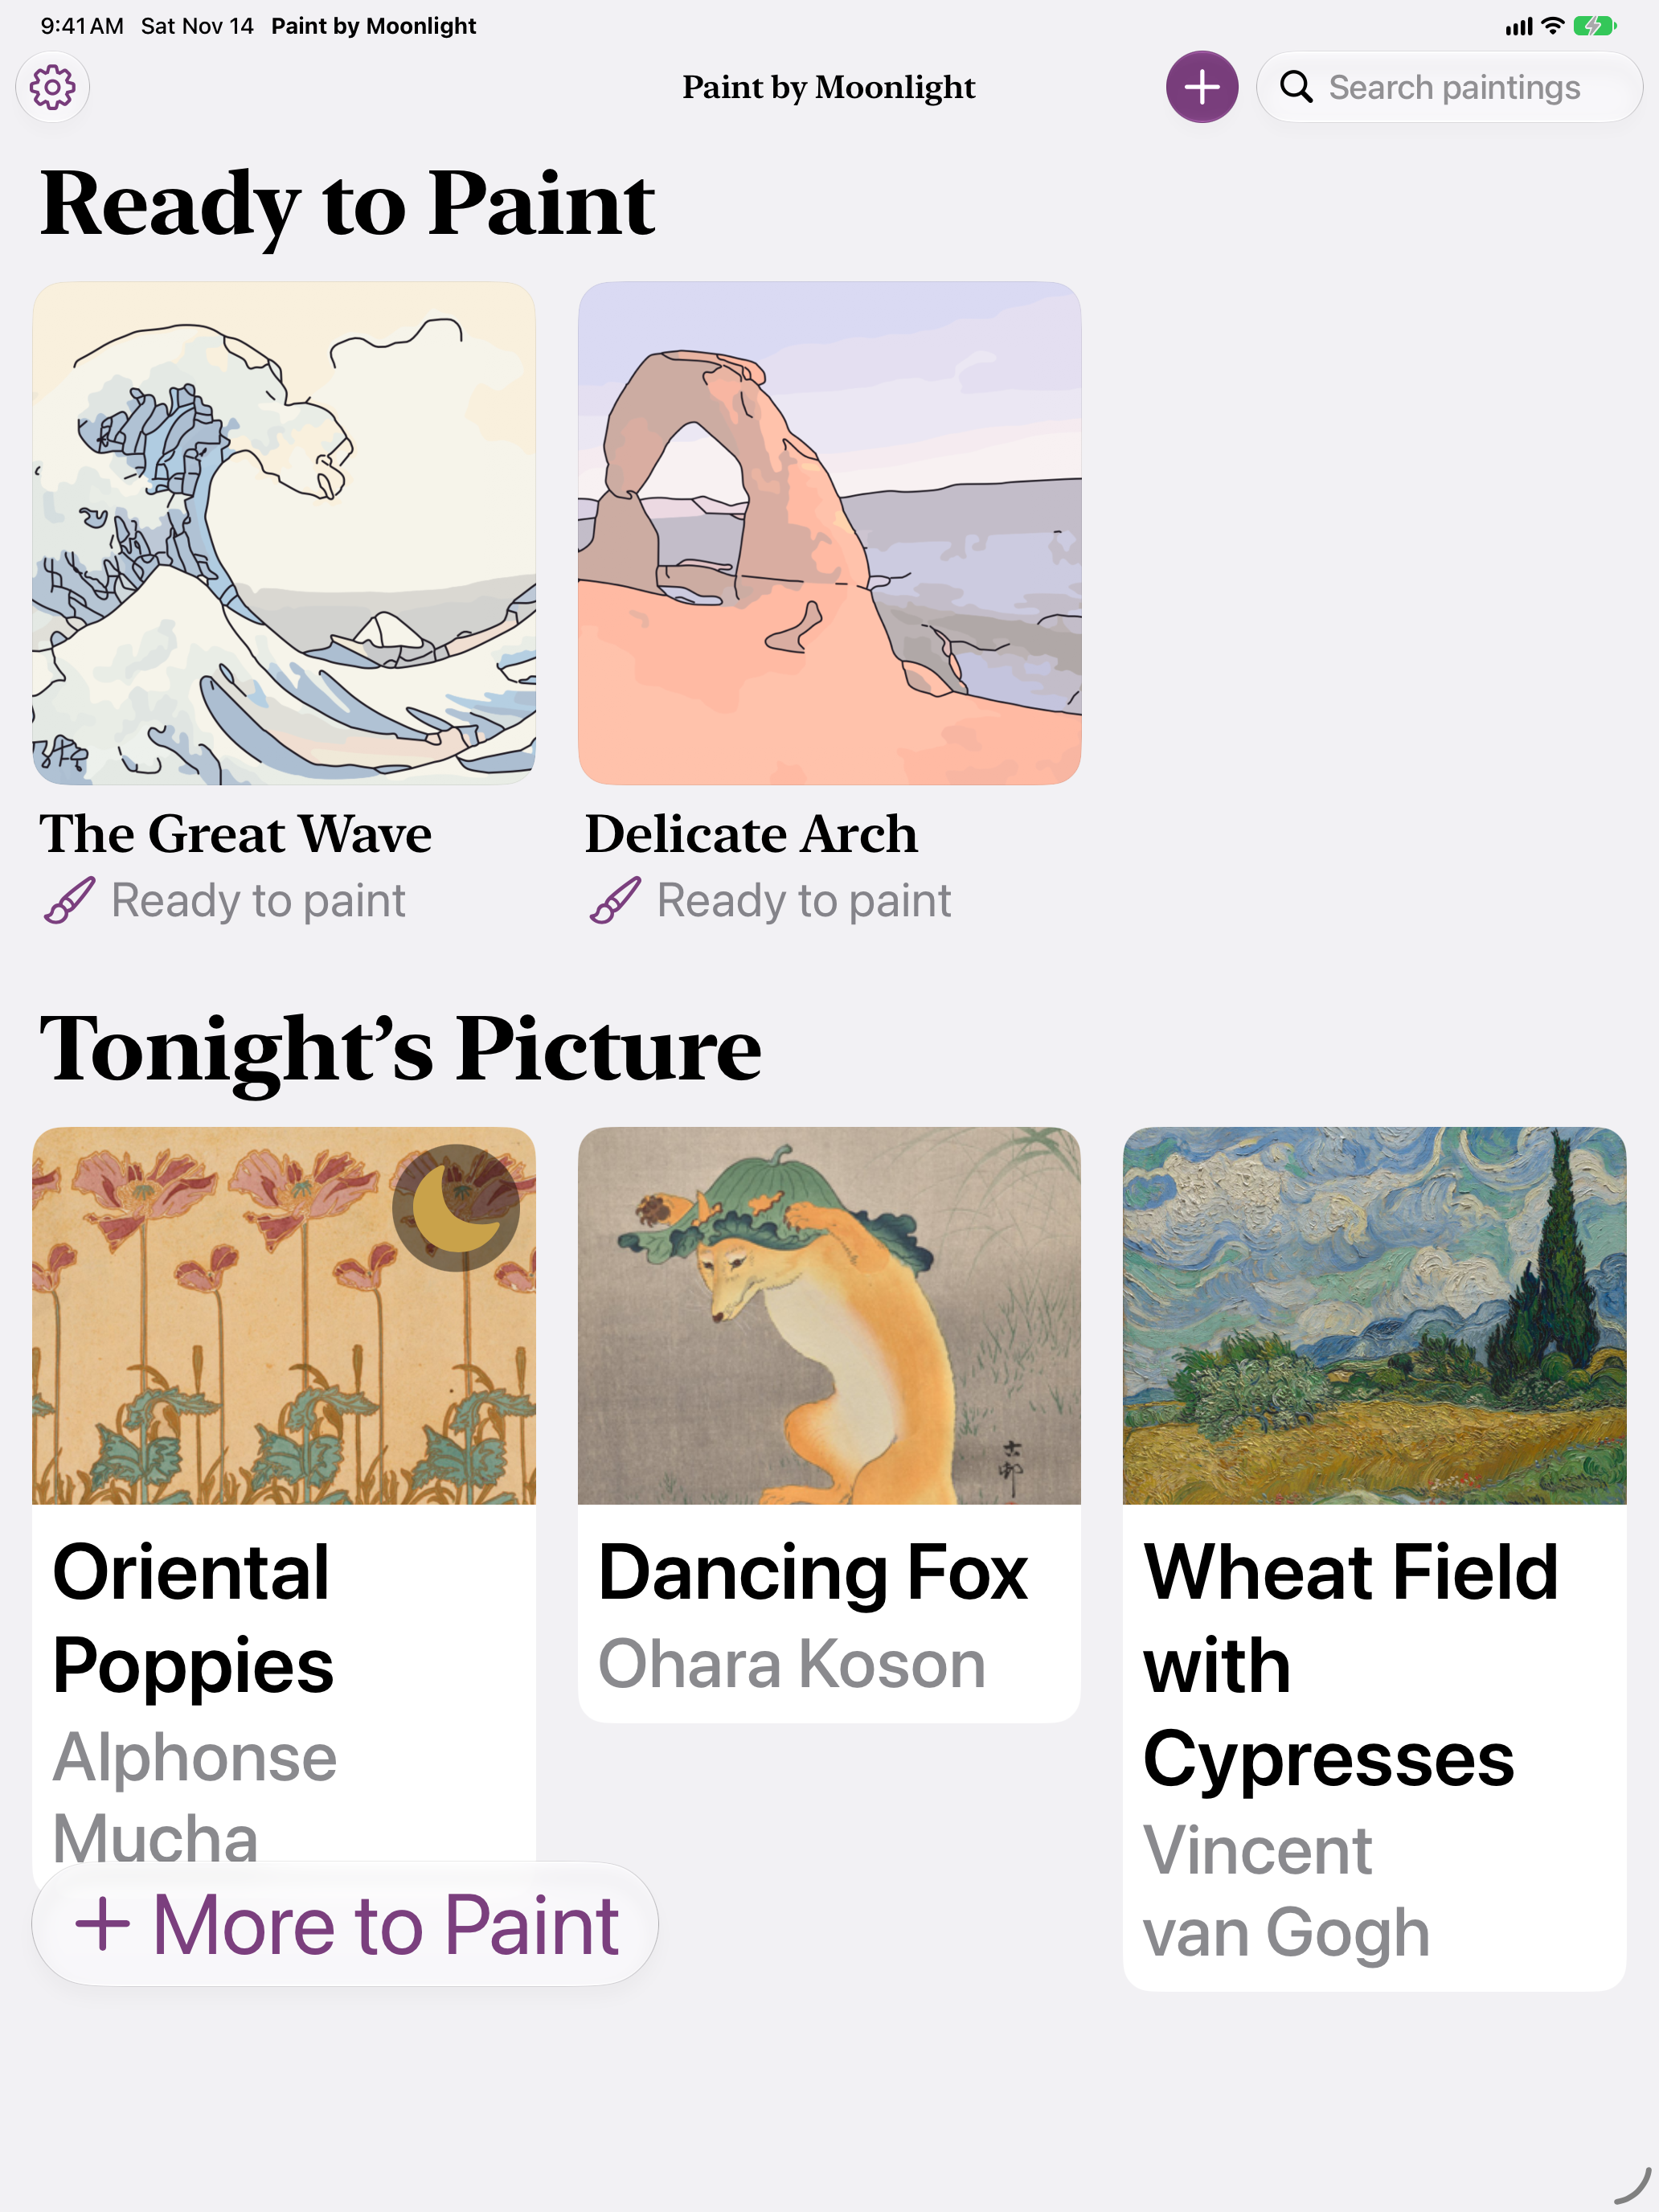 9:41 AM Sat Nov 14 Paint by Moonlight
Paint by Moonlight
Search paintings
Ready to Paint
The Great Wave
Ready to paint
Delicate Arch
Ready to paint
Tonight’s Picture
Oriental
Poppies
Alphonse
Mucha
Dancing Fox
Ohara Koson
Wheat Field
with
Cypresses
Vincent
van Gogh
More to Paint